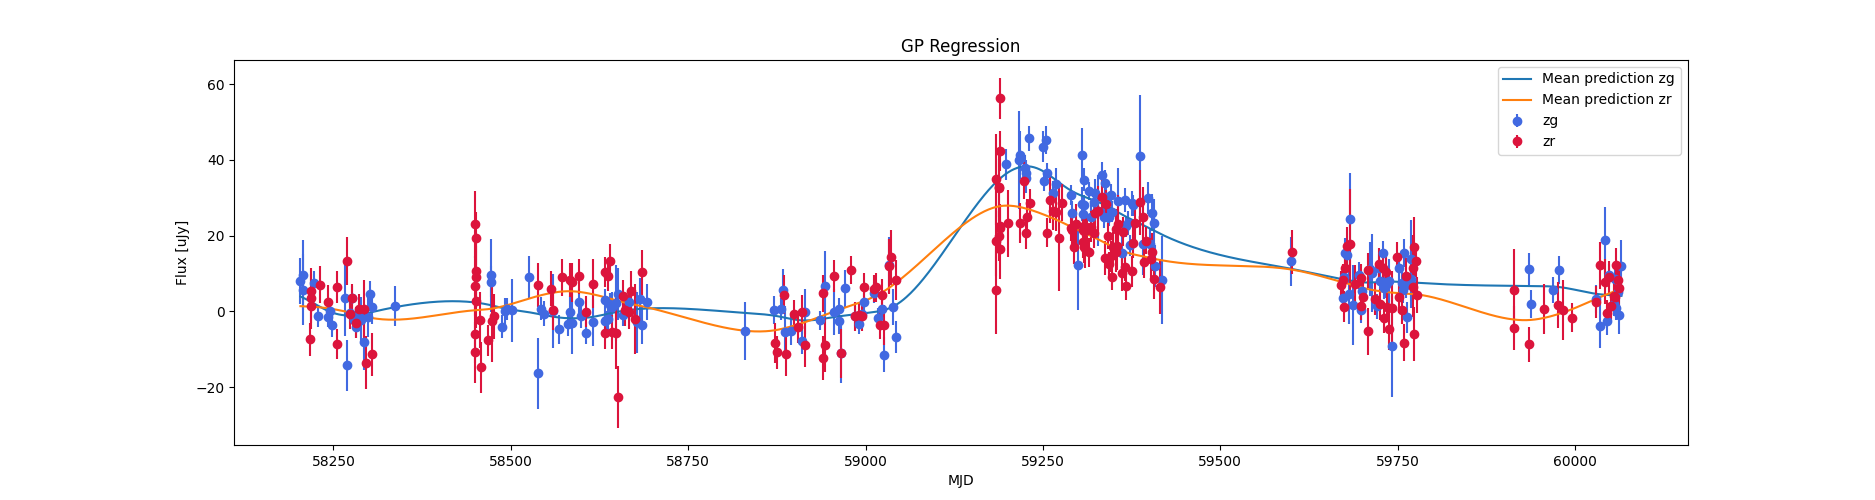 GP Regression
Flux [uJy]
60
40
20
0
−20
Mean prediction zg
Mean prediction zr
zg
zr
58250 58500 58750 59000 59250 59500 59750 60000
MJD